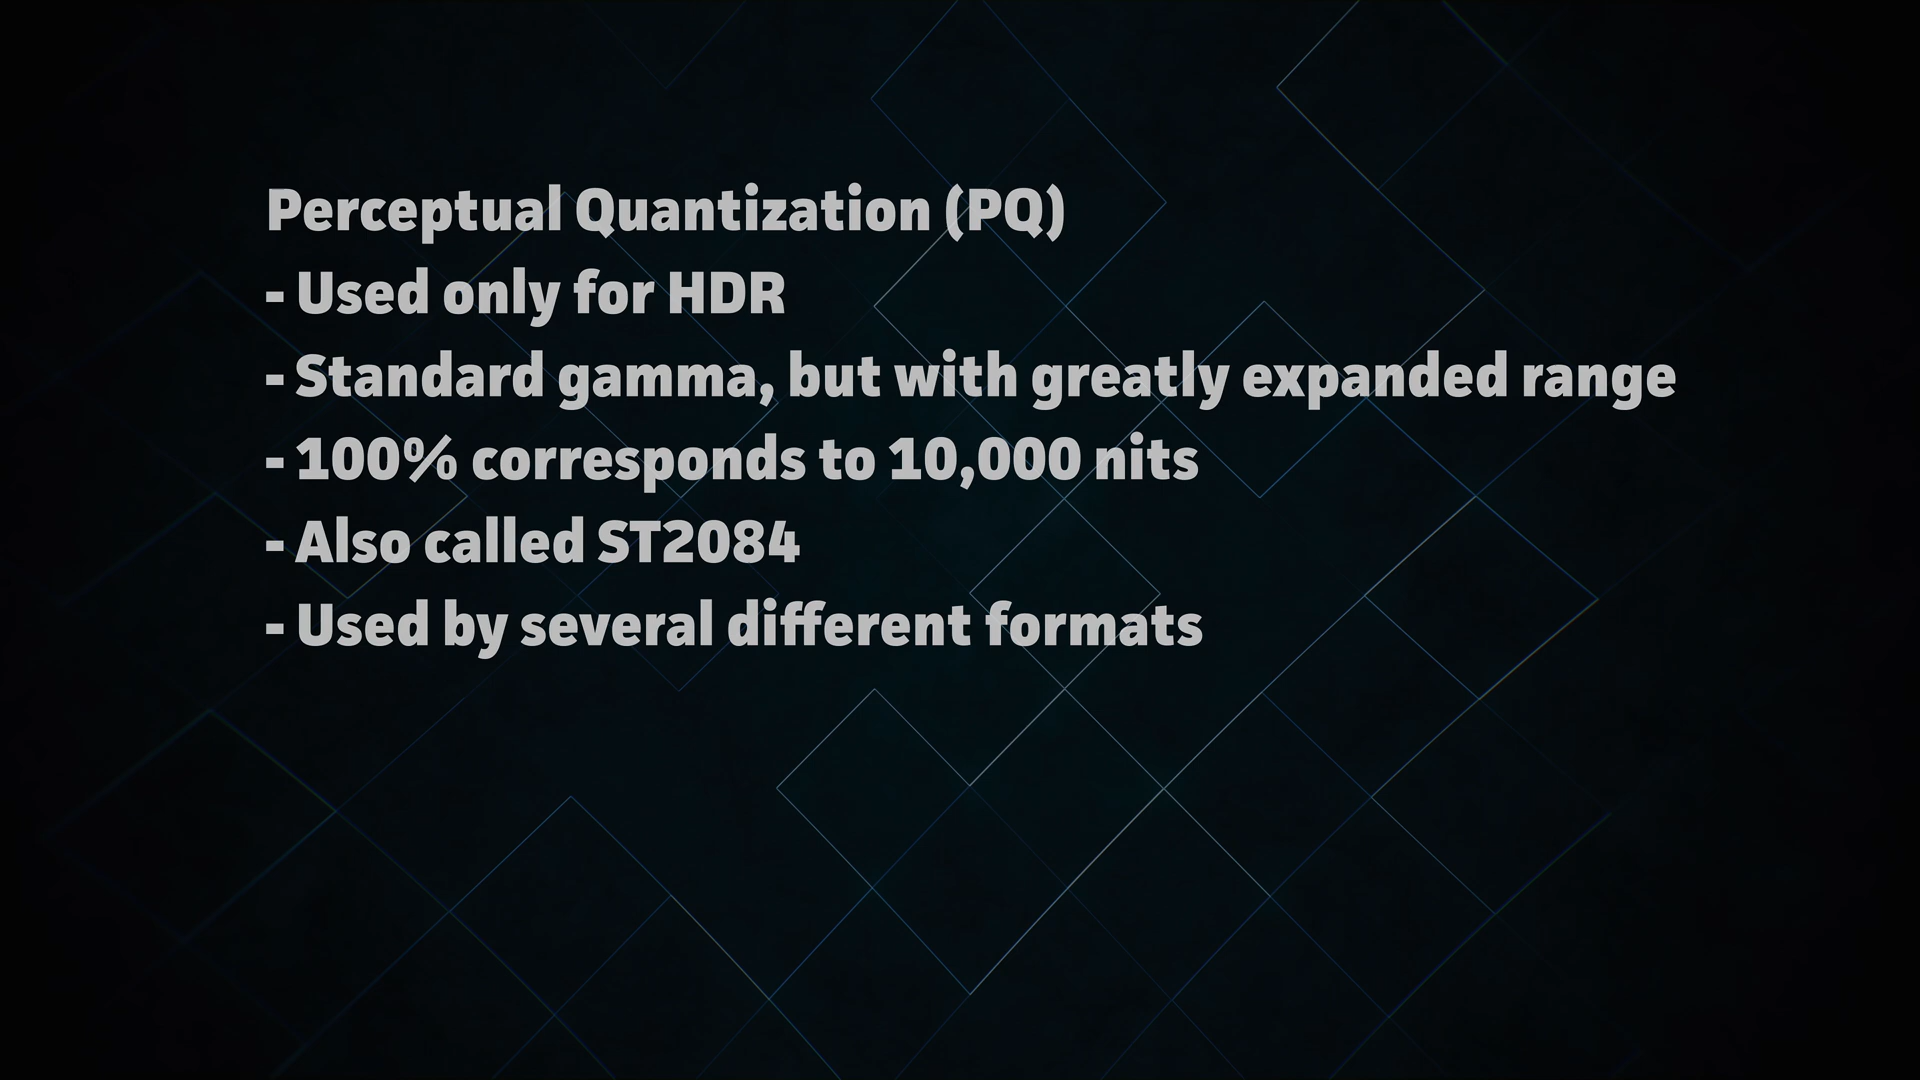 Perceptual Quantization (PQ)
- Used only for HDR
- Standard gamma, but with greatly expanded range
- 100% corresponds to 10,000 nits
- Also called ST2084
- Used by several different formats